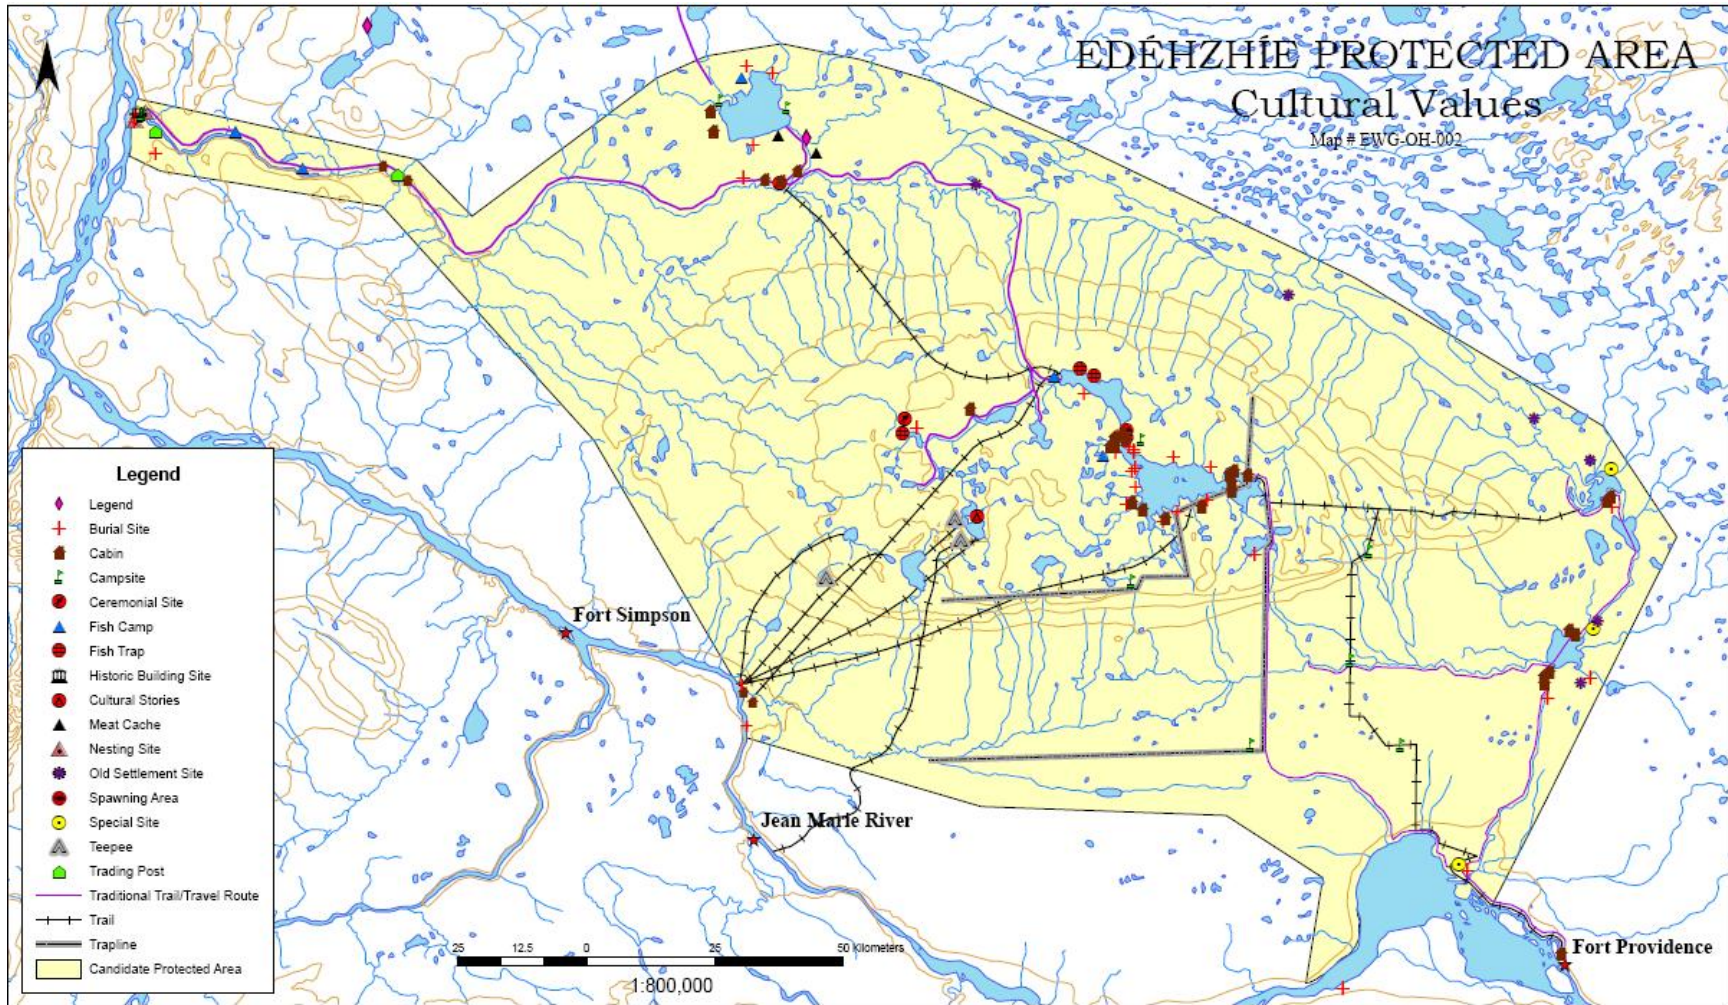 EDÉHZHÍE PROTECTED AREA
Cultural Values
Map # EWG-OH-002
Fort Simpson
Jean Marie River
Fort Providence
Legend
Legend
Burial Site
Cabin
Campsite
Ceremonial Site
Fish Camp
Fish Trap
Historic Building Site
Cultural Stories
Meat Cache
Nesting Site
Old Settlement Site
Spawning Area
Special Site
Teepee
Trading Post
Traditional Trail/Travel Route
Trail
Trapline
Candidate Protected Area
25 12.5 0 25 50 Kilometers
1:800,000